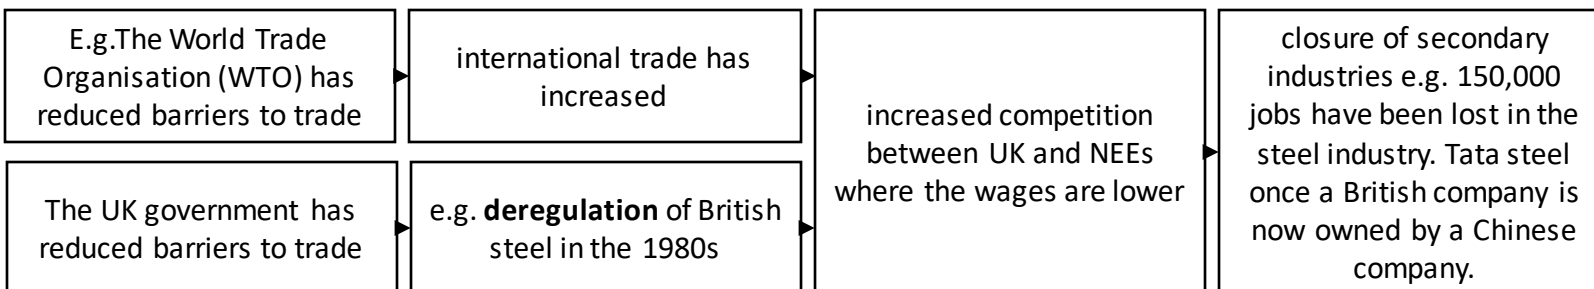 E.g.The World Trade
Organisation (WTO) has
reduced barriers to trade
international trade has
increased
The UK government has
reduced barriers to trade
e.g. deregulation of British
steel in the 1980s
increased competition
between UK and NEEs
where the wages are lower
closure of secondary
industries e.g. 150,000
jobs have been lost in the
steel industry. Tata steel
once a British company is
now owned by a Chinese
company.